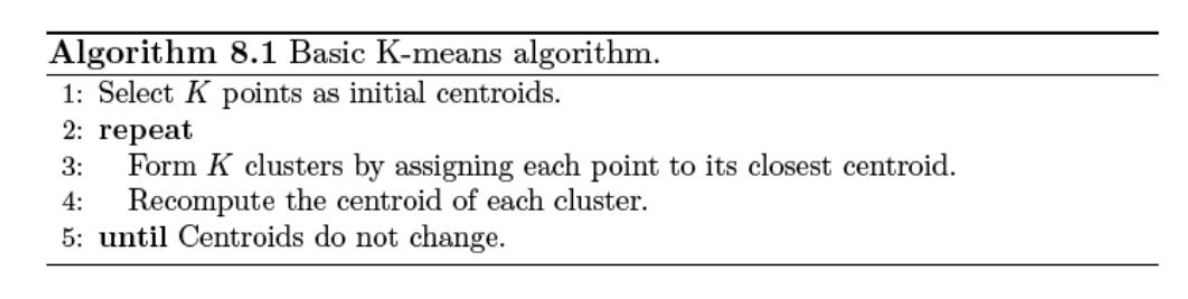 Algorithm 8.1 Basic K-means algorithm.
1: Select K points as initial centroids.
2: repeat
3: Form K clusters by assigning each point to its closest centroid.
4: Recompute the centroid of each cluster.
5: until Centroids do not change.